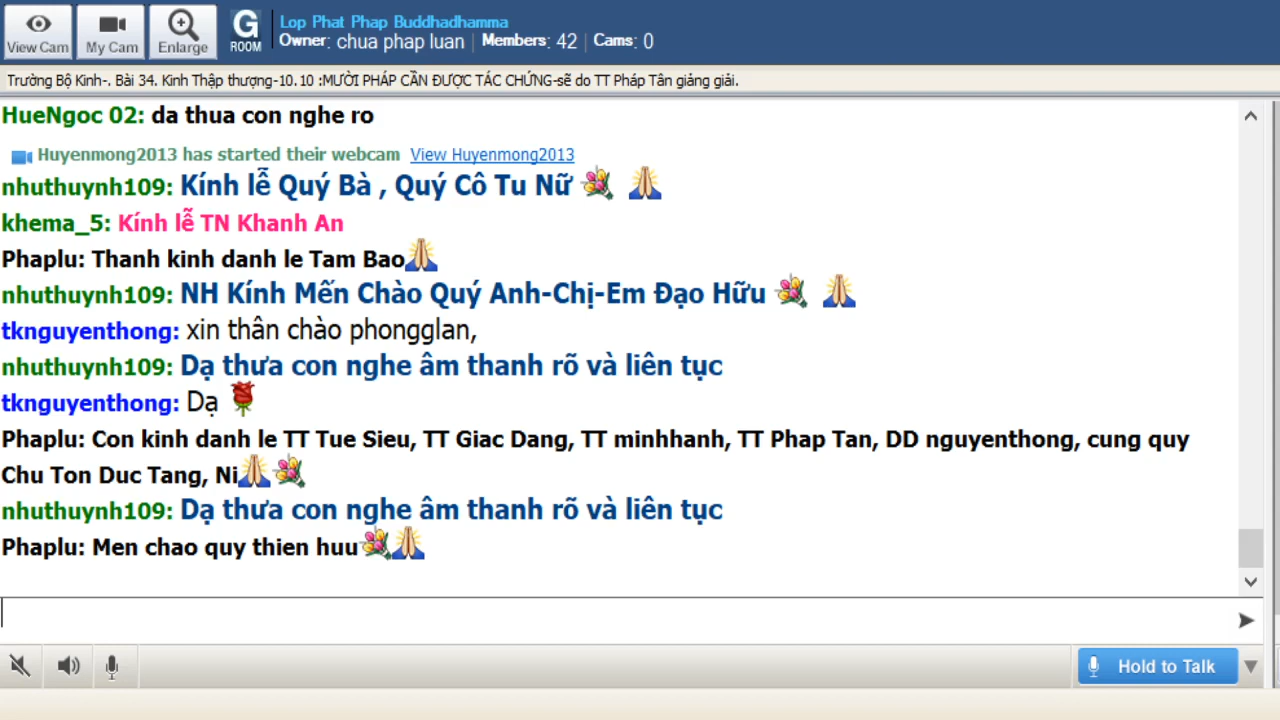 View Cam
My Cam
Enlarge
G
ROOM
Lop Phat Phap Buddhadhamma
Owner: chua phap luan | Members: 42 | Cams: 0
Trường Bộ Kinh-. Bài 34. Kinh Thập thượng-10.10 :MƯỜI PHÁP CẦN ĐƯỢC TÁC CHỨNG-sẽ do TT Pháp Tân giảng giải.
HueNgoc 02: da thua con nghe ro
Huyenmong2013 has started their webcam View Huyenmong2013
nhuthuynh109: Kính lễ Quý Bà , Quý Cô Tu Nữ
khema_5: Kính lễ TN Khanh An
Phaplu: Thanh kinh danh le Tam Bao
nhuthuynh109: NH Kính Mến Chào Quý Anh-Chị-Em Đạo Hữu
tknguyenthong: xin thân chào phongglan,
nhuthuynh109: Dạ thưa con nghe âm thanh rõ và liên tục
tknguyenthong: Dạ
Phaplu: Con kinh danh le TT Tue Sieu, TT Giac Dang, TT minhhanh, TT Phap Tan, DD nguyenthong, cung quy
Chu Ton Duc Tang, Ni
nhuthuynh109: Dạ thưa con nghe âm thanh rõ và liên tục
Phaplu: Men chao quy thien huu
Hold to Talk